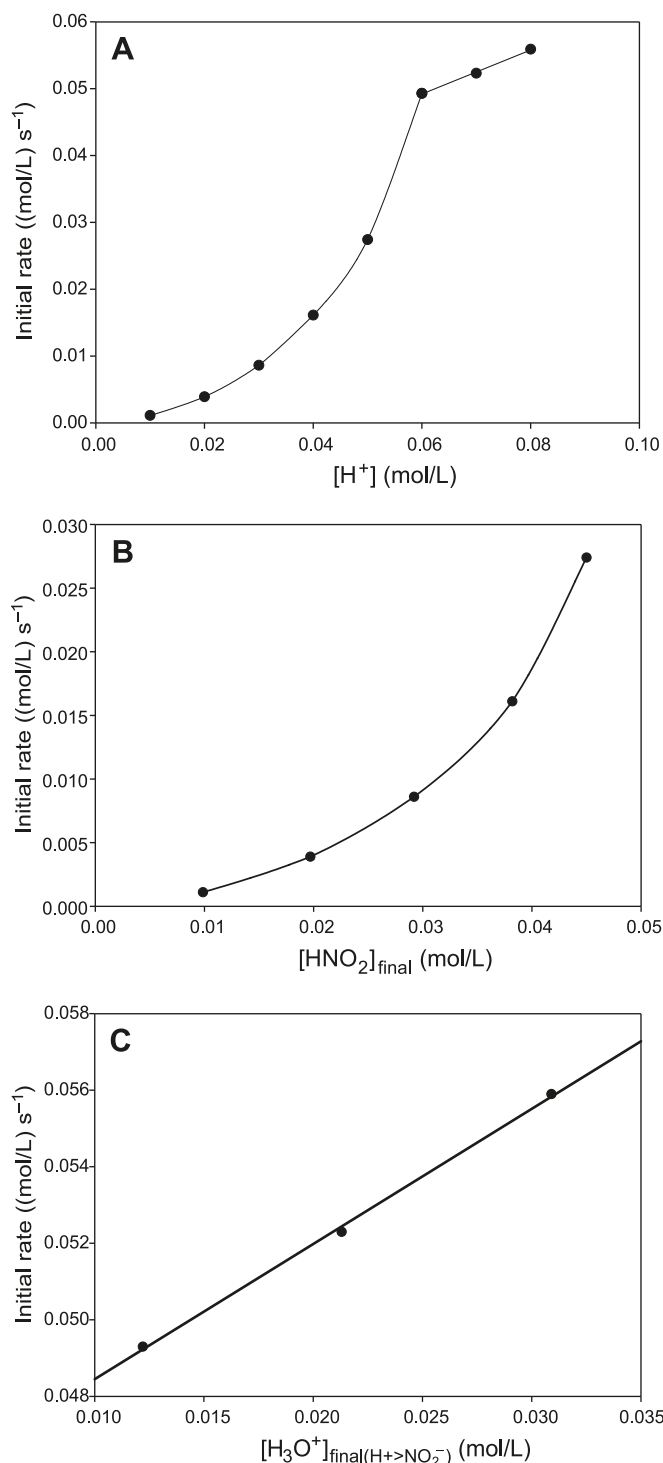 A
Initial rate ((mol/L) s⁻¹)
0.06
0.05
0.04
0.03
0.02
0.01
0.00
0.00 0.02 0.04 0.06 0.08 0.10
[H⁺] (mol/L)
B
Initial rate ((mol/L) s⁻¹)
0.030
0.025
0.020
0.015
0.010
0.005
0.000
0.00 0.01 0.02 0.03 0.04 0.05
[HNO₂]final (mol/L)
C
Initial rate ((mol/L) s⁻¹)
0.058
0.056
0.054
0.052
0.050
0.048
0.010 0.015 0.020 0.025 0.030 0.035
[H₃O⁺]final(H+>NO₂⁻) (mol/L)